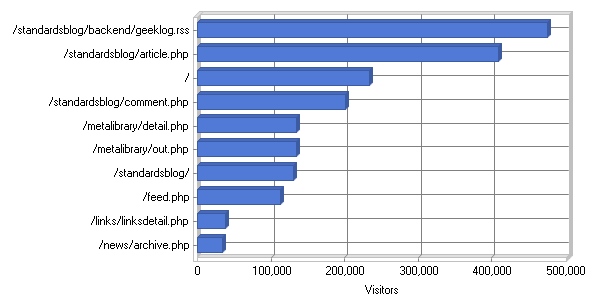 /standardsblog/backend/geeklog.rss
/standardsblog/article.php
/
/standardsblog/comment.php
/metalibrary/detail.php
/metalibrary/out.php
/standardsblog/
/feed.php
/links/linksdetail.php
/news/archive.php
0 100,000 200,000 300,000 400,000 500,000
Visitors